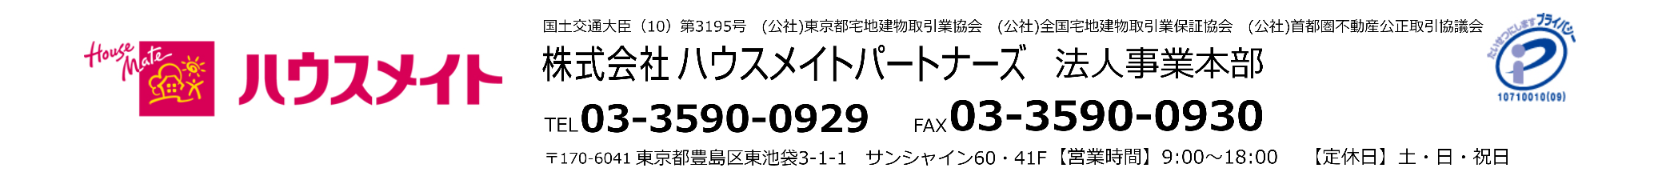 House Mate
ハウスメイト
国土交通大臣（10）第3195号　(公社)東京都宅地建物取引業協会　(公社)全国宅地建物取引業保証協会　(公社)首都圏不動産公正取引協議会
株式会社 ハウスメイトパートナーズ　法人事業本部
TEL 03-3590-0929　FAX 03-3590-0930
〒170-6041 東京都豊島区東池袋3-1-1　サンシャイン60・41F【営業時間】9:00～18:00　【定休日】土・日・祝日
たいせつにしますプライバシー
10710010(09)